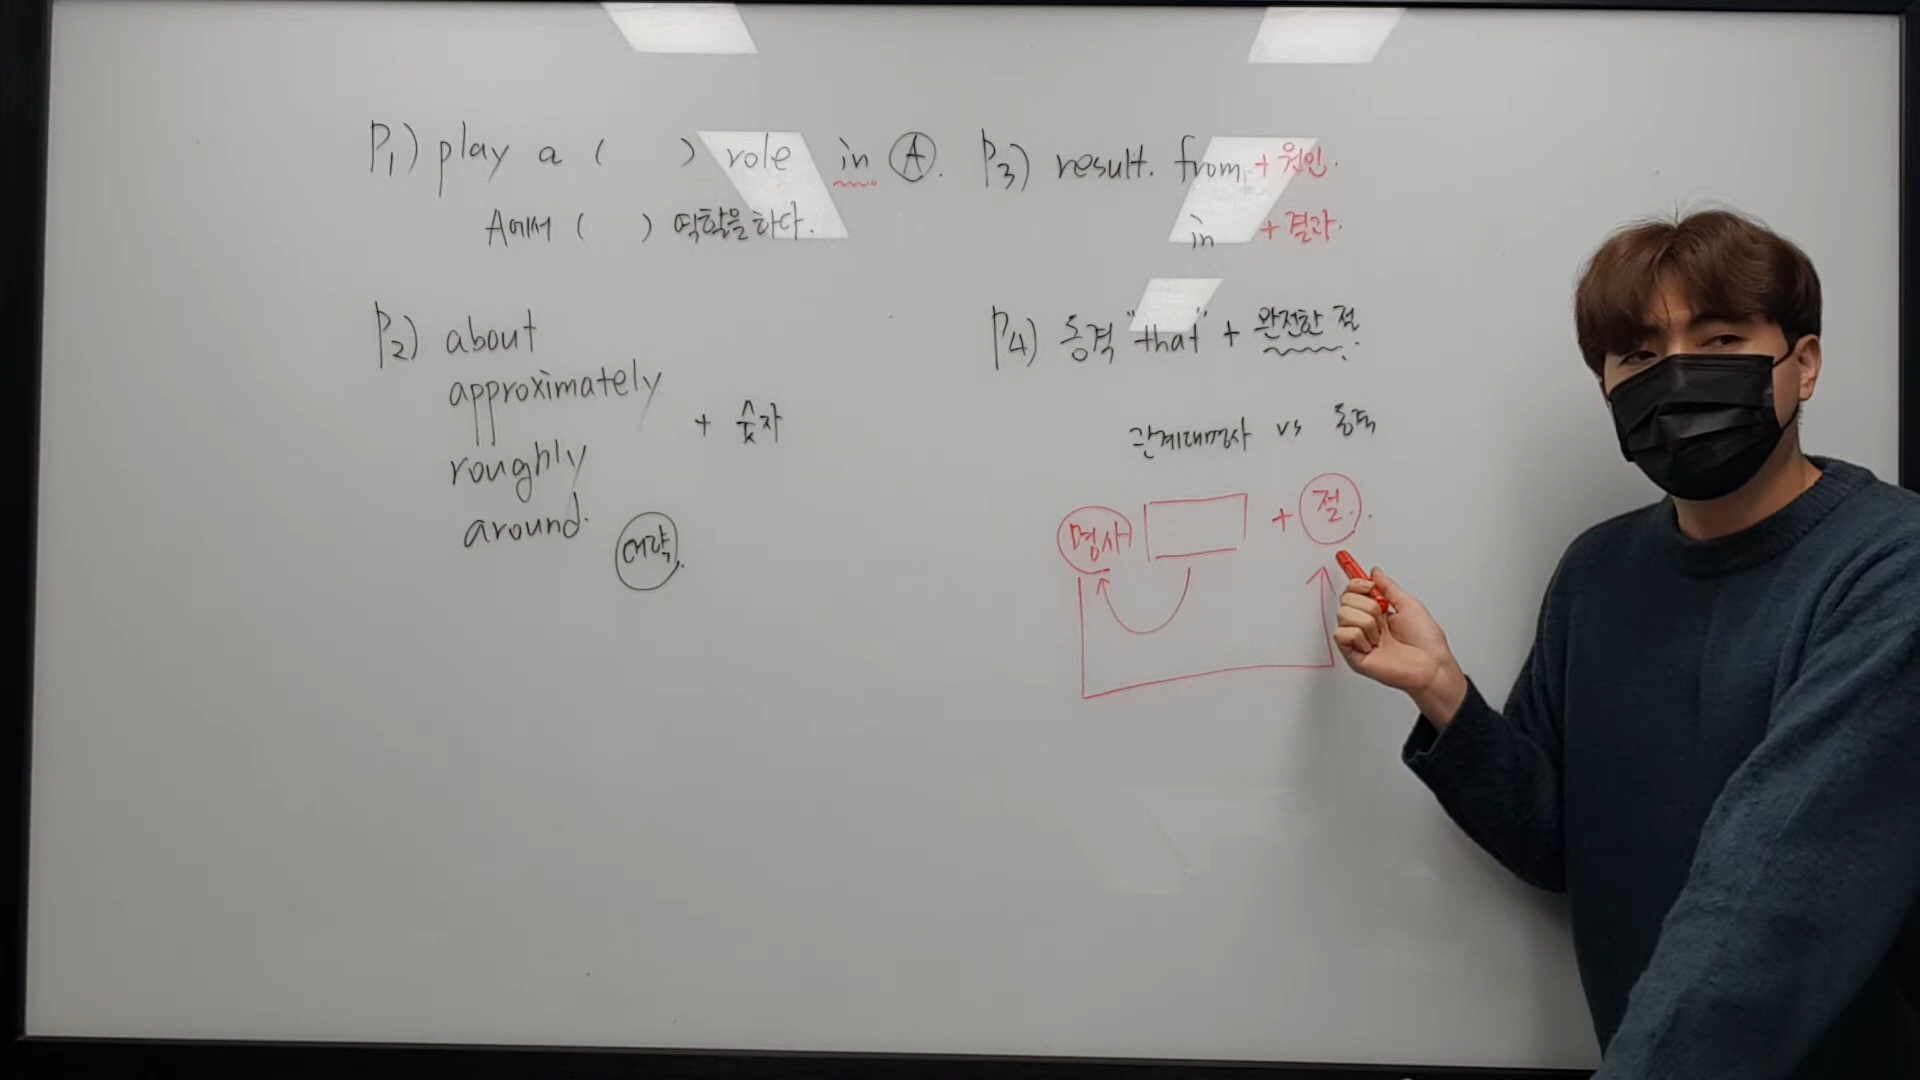 P1) play a ( ) role in Ⓐ.
A에서 ( )역할을 하다.
P2) about
approximately
roughly
around.
+ 숫자
대략.
P3) result. from + 원인.
in + 결과.
P4) 동격 "that" + 완전한 절.
관계대명사 vs 동격
명사 + 절.